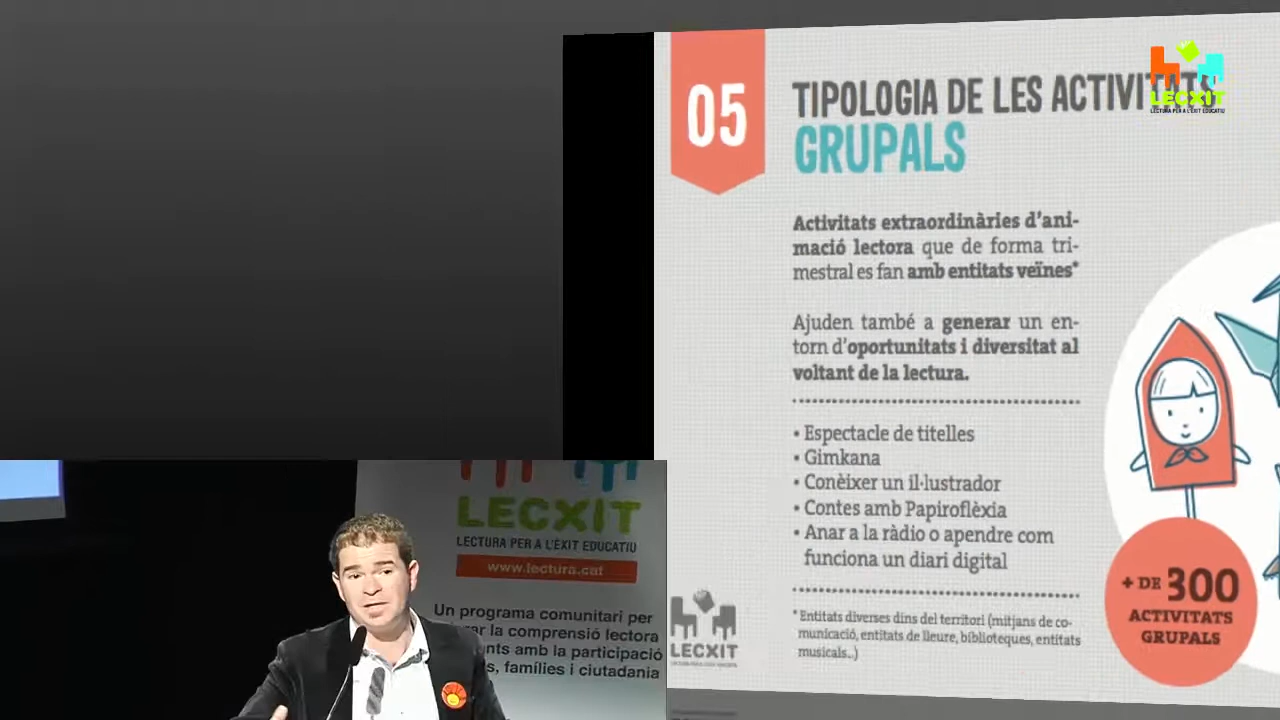 05
TIPOLOGIA DE LES ACTIVITATS
GRUPALS
LECXIT
LECTURA PER A L'ÈXIT EDUCATIU
Activitats extraordinàries d'ani-
mació lectora que de forma tri-
mestral es fan amb entitats veïnes*
Ajuden també a generar un en-
torn d'oportunitats i diversitat al
voltant de la lectura.
• Espectacle de titelles
• Gimkana
• Conèixer un il·lustrador
• Contes amb Papiroflèxia
• Anar a la ràdio o apendre com
funciona un diari digital
* Entitats diverses dins del territori (mitjans de co-
municació, entitats de lleure, biblioteques, entitats
musicals...)
+ DE 300
ACTIVITATS
GRUPALS
LECXIT
LECXIT
LECTURA PER A L'ÈXIT EDUCATIU
www.lectura.cat
Un programa comunitari per
la comprensió lectora
amb la participació
famílies i ciutadania